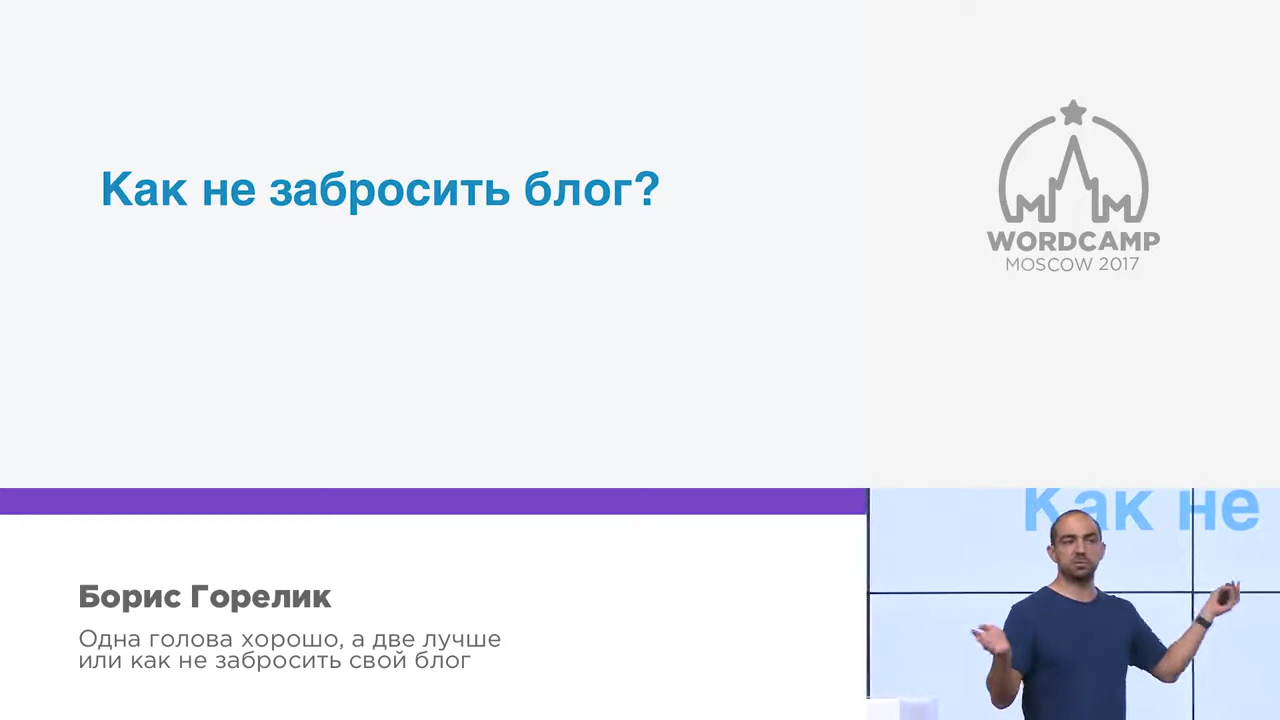 Как не забросить блог?
WORDCAMP
MOSCOW 2017
Как не
Борис Горелик
Одна голова хорошо, а две лучше
или как не забросить свой блог